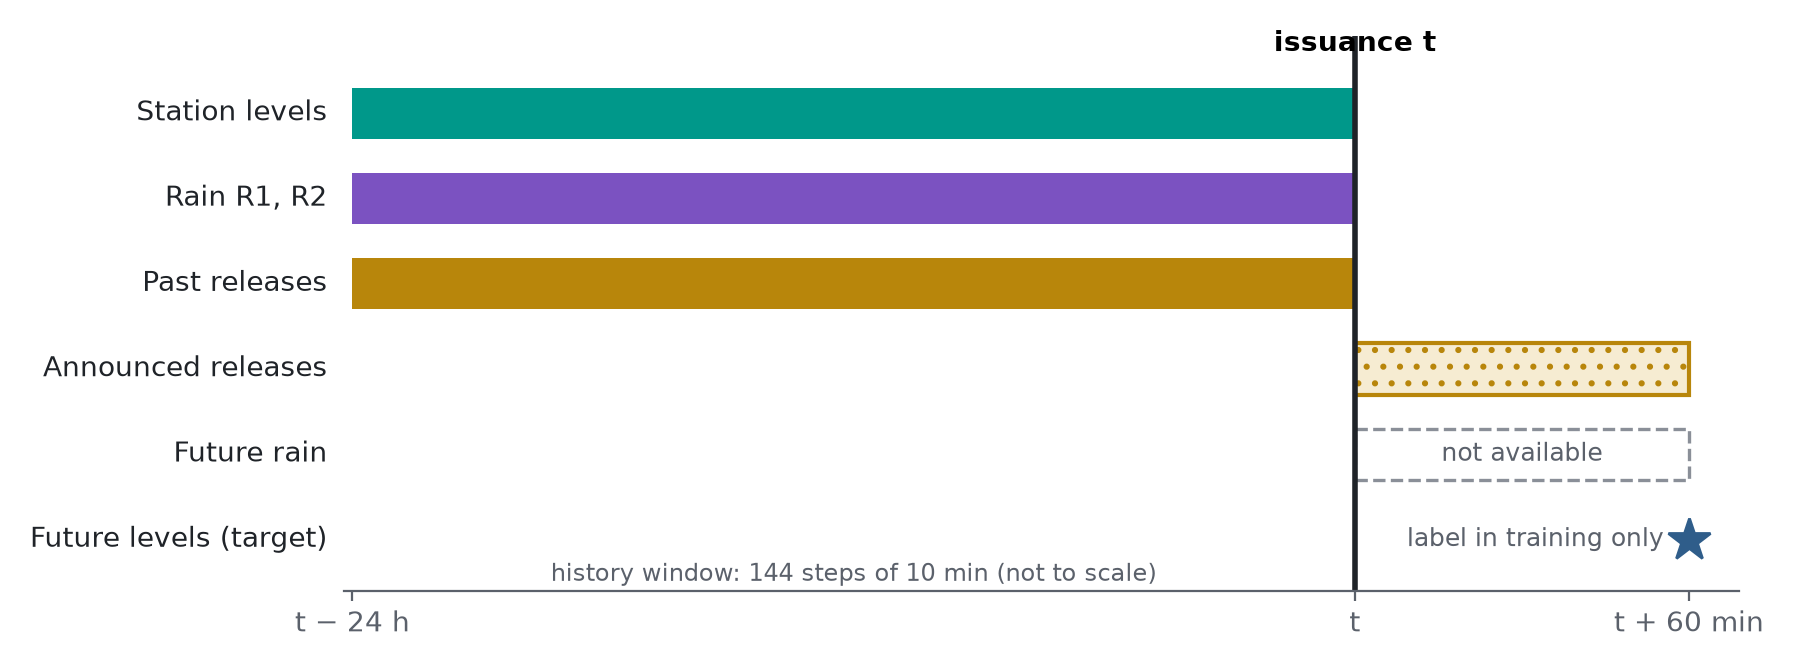 issuance t
Station levels
Rain R1, R2
Past releases
Announced releases
Future rain
not available
Future levels (target)
label in training only
history window: 144 steps of 10 min (not to scale)
t − 24 h
t
t + 60 min